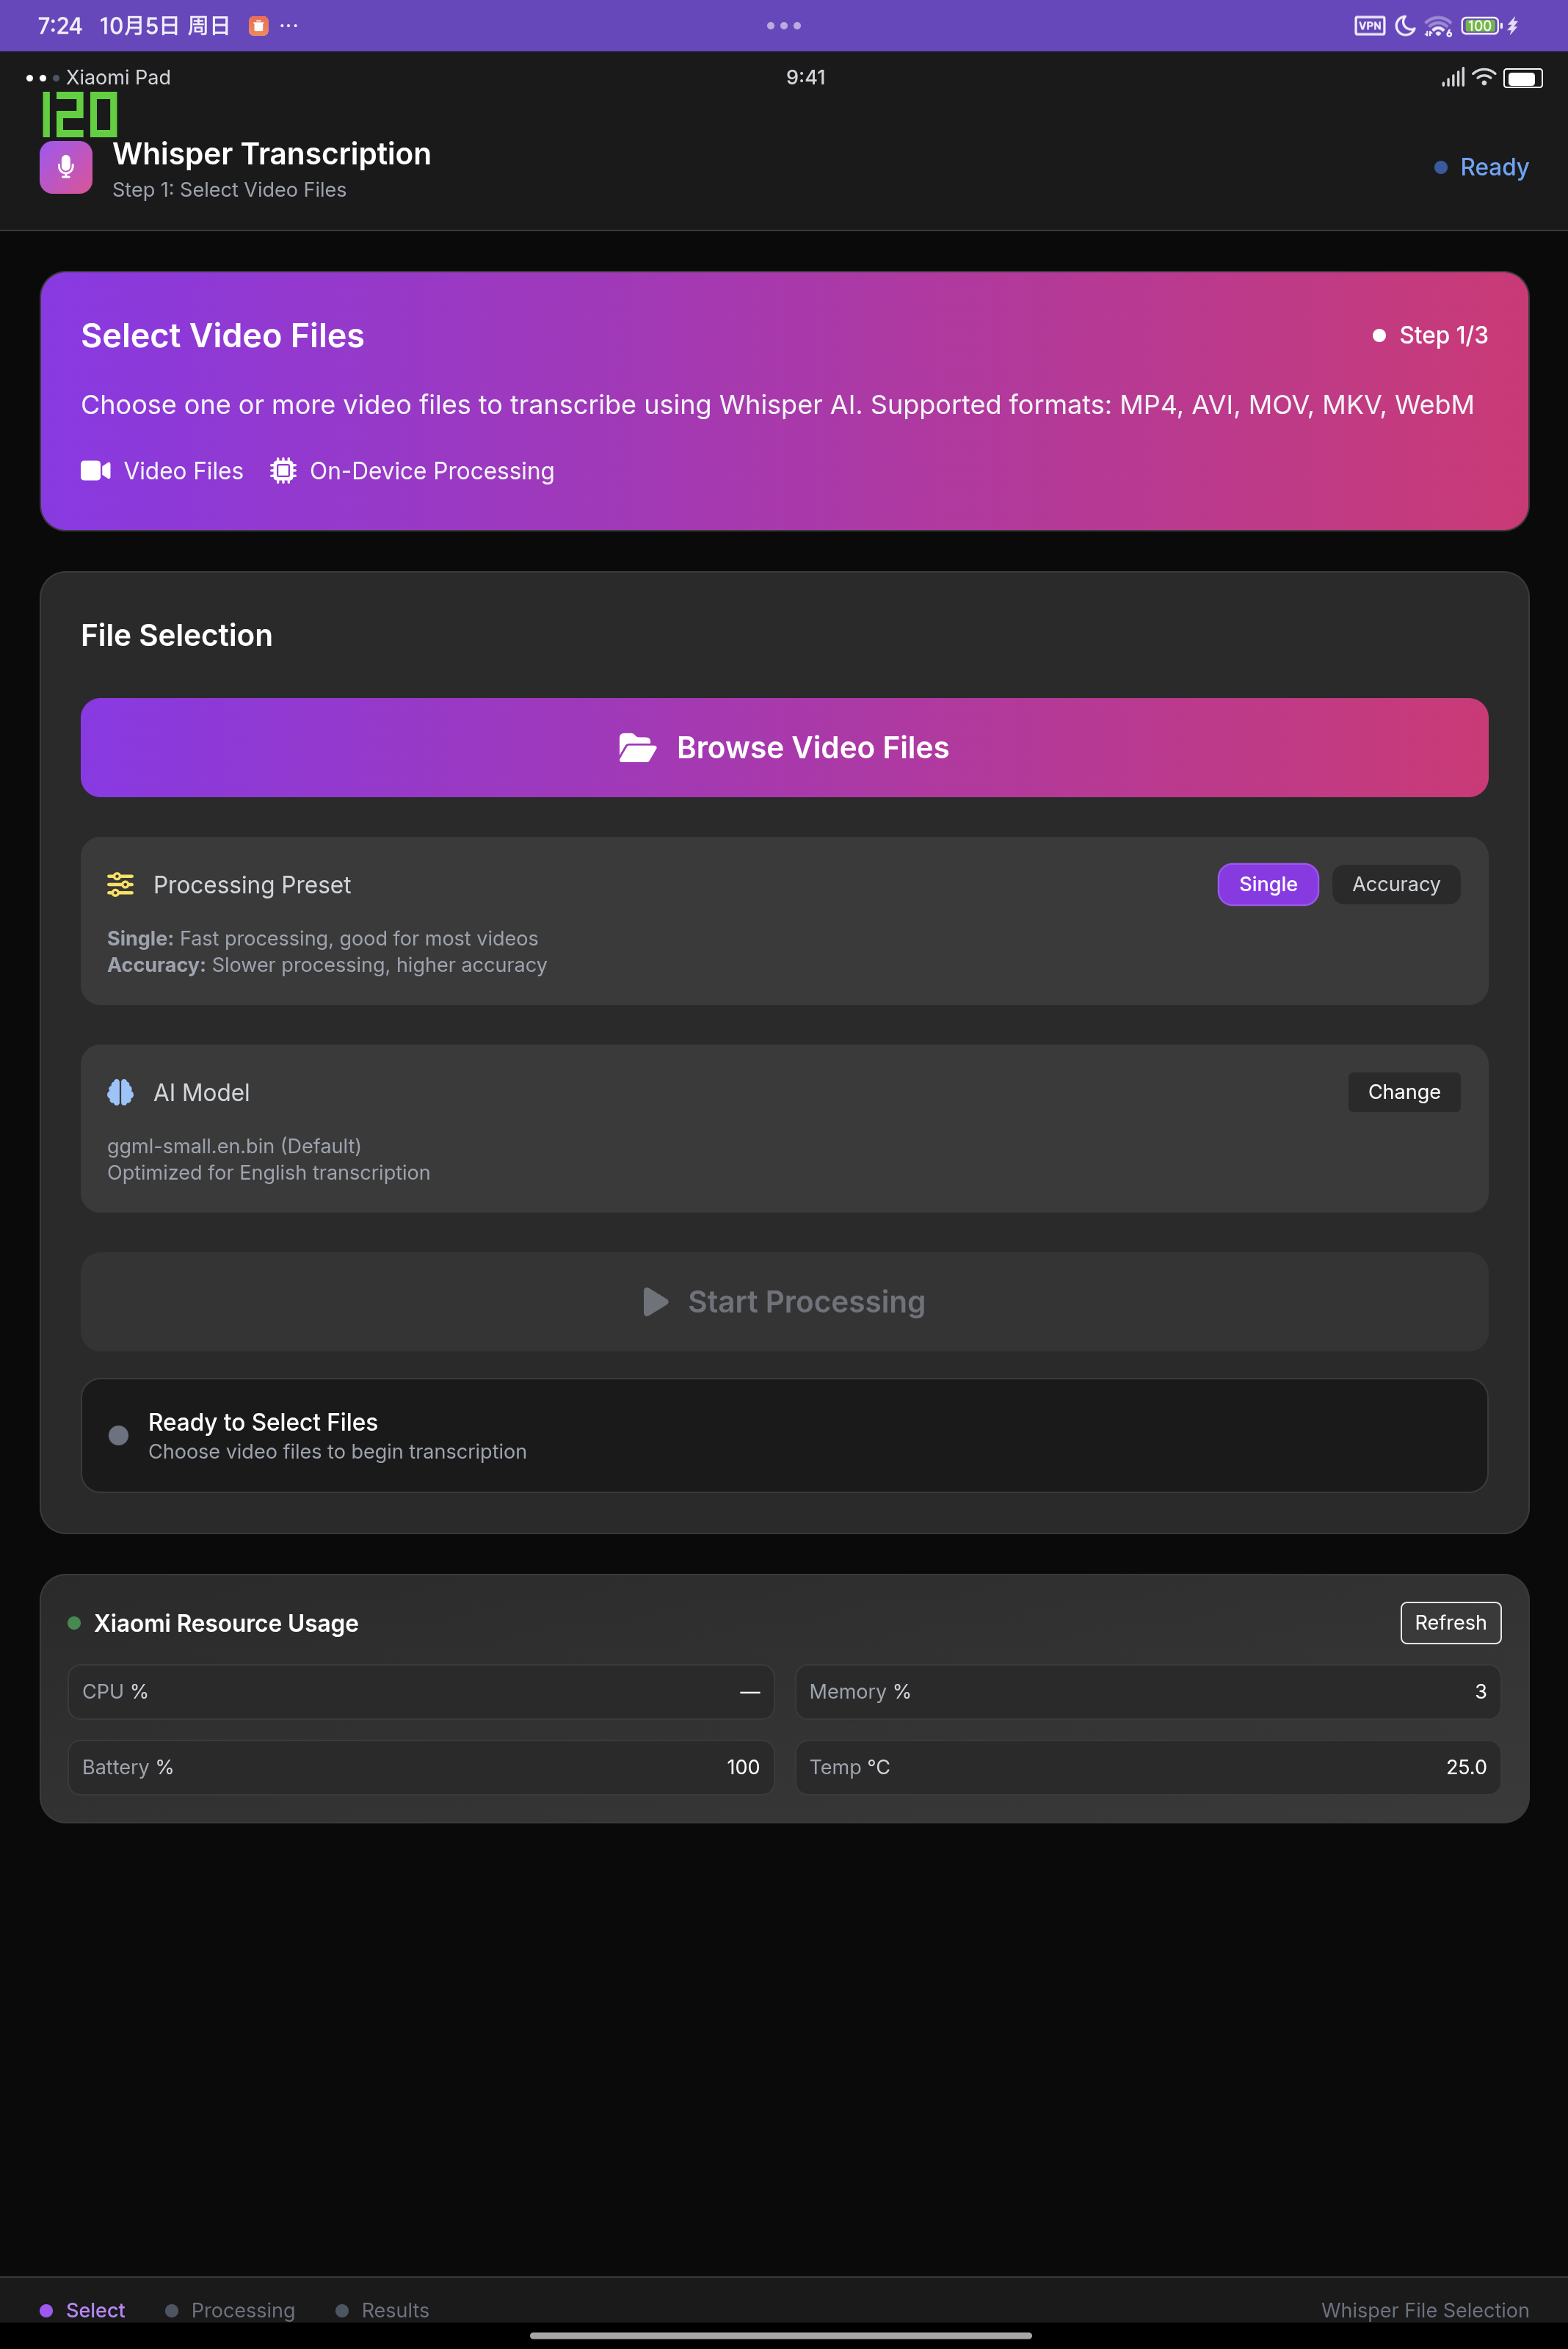 7:24 10月5日 周日 ···
VPN 6 100
Xiaomi Pad 9:41
120
Whisper Transcription
Step 1: Select Video Files
Ready
Select Video Files
Step 1/3
Choose one or more video files to transcribe using Whisper AI. Supported formats: MP4, AVI, MOV, MKV, WebM
Video Files On-Device Processing
File Selection
Browse Video Files
Processing Preset
Single Accuracy
Single: Fast processing, good for most videos
Accuracy: Slower processing, higher accuracy
AI Model
Change
ggml-small.en.bin (Default)
Optimized for English transcription
Start Processing
Ready to Select Files
Choose video files to begin transcription
Xiaomi Resource Usage
Refresh
CPU % —
Memory % 3
Battery % 100
Temp °C 25.0
Select Processing Results
Whisper File Selection